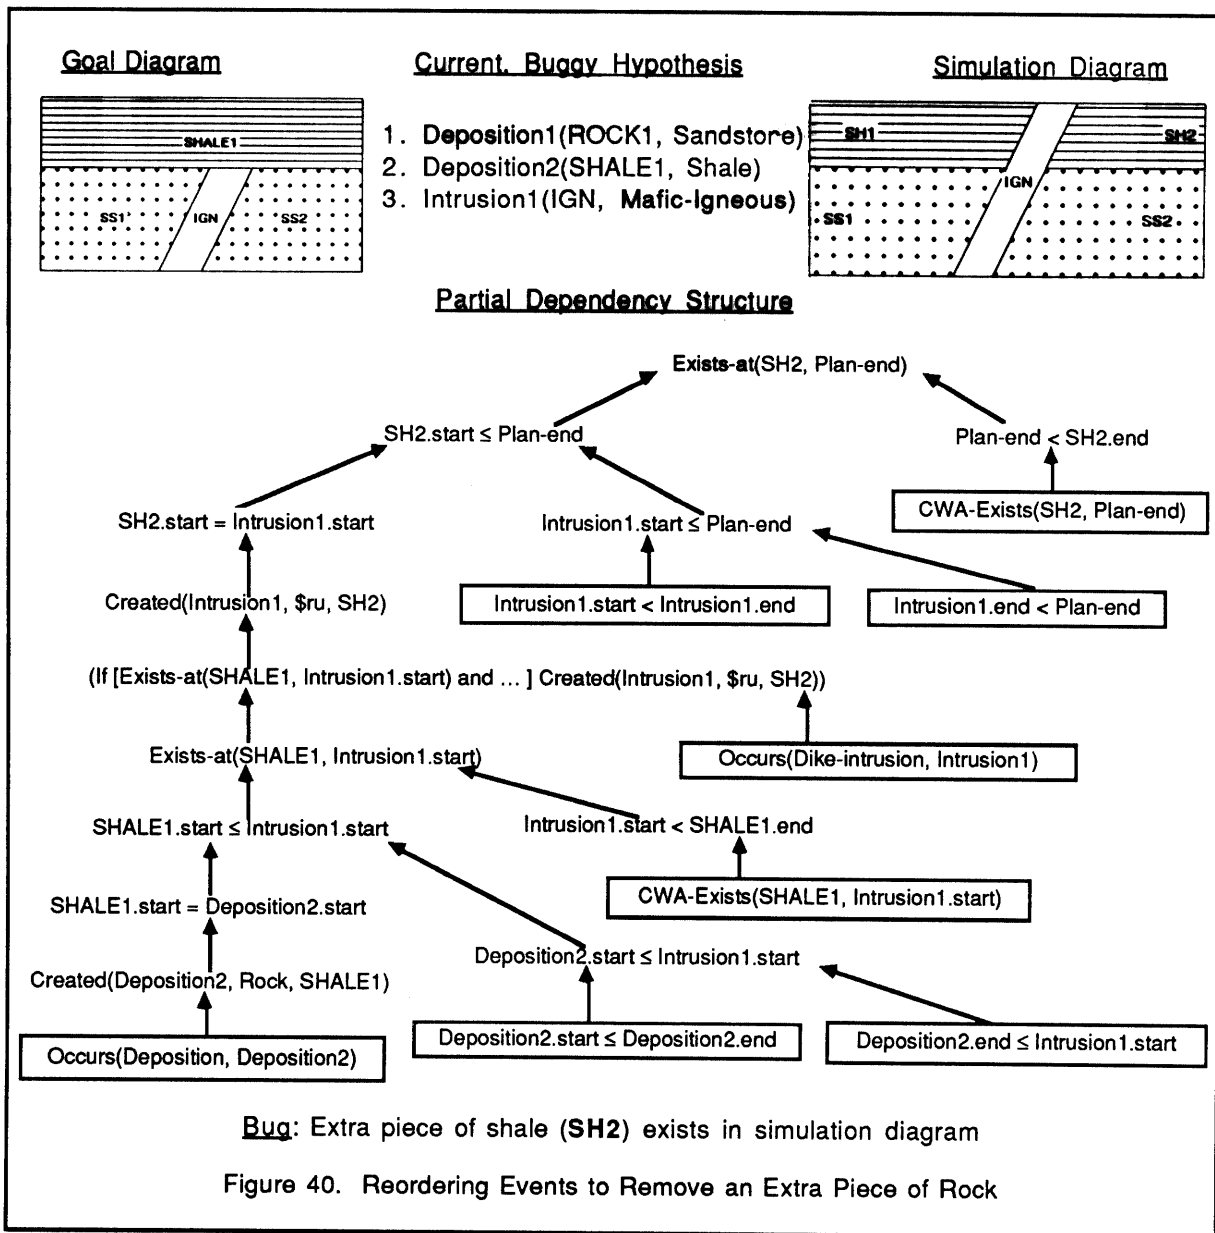 Goal Diagram
Current, Buggy Hypothesis
Simulation Diagram
SHALE1
SS1
IGN
SS2
1. Deposition1(ROCK1, Sandstore)
2. Deposition2(SHALE1, Shale)
3. Intrusion1(IGN, Mafic-Igneous)
SH1
SH2
IGN
SS1
SS2
Partial Dependency Structure
Exists-at(SH2, Plan-end)
SH2.start ≤ Plan-end
Plan-end < SH2.end
CWA-Exists(SH2, Plan-end)
SH2.start = Intrusion1.start
Intrusion1.start ≤ Plan-end
Created(Intrusion1, $ru, SH2)
Intrusion1.start < Intrusion1.end
Intrusion1.end < Plan-end
(If [Exists-at(SHALE1, Intrusion1.start) and ... ] Created(Intrusion1, $ru, SH2))
Exists-at(SHALE1, Intrusion1.start)
Occurs(Dike-intrusion, Intrusion1)
SHALE1.start ≤ Intrusion1.start
Intrusion1.start < SHALE1.end
CWA-Exists(SHALE1, Intrusion1.start)
SHALE1.start = Deposition2.start
Deposition2.start ≤ Intrusion1.start
Created(Deposition2, Rock, SHALE1)
Deposition2.start ≤ Deposition2.end
Deposition2.end ≤ Intrusion1.start
Occurs(Deposition, Deposition2)
Bug: Extra piece of shale (SH2) exists in simulation diagram
Figure 40. Reordering Events to Remove an Extra Piece of Rock